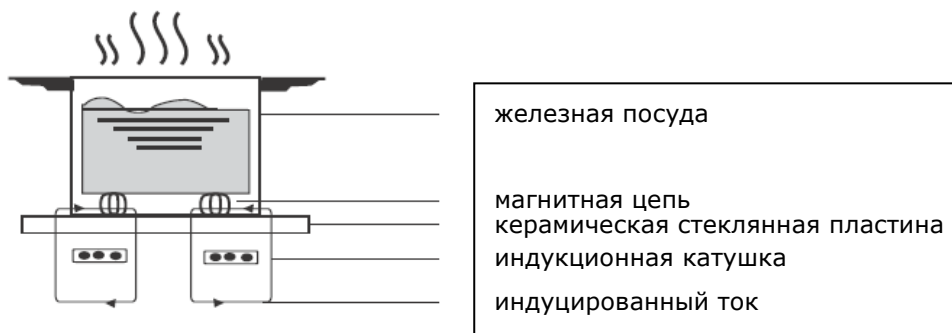 железная посуда
магнитная цепь
керамическая стеклянная пластина
индукционная катушка
индуцированный ток